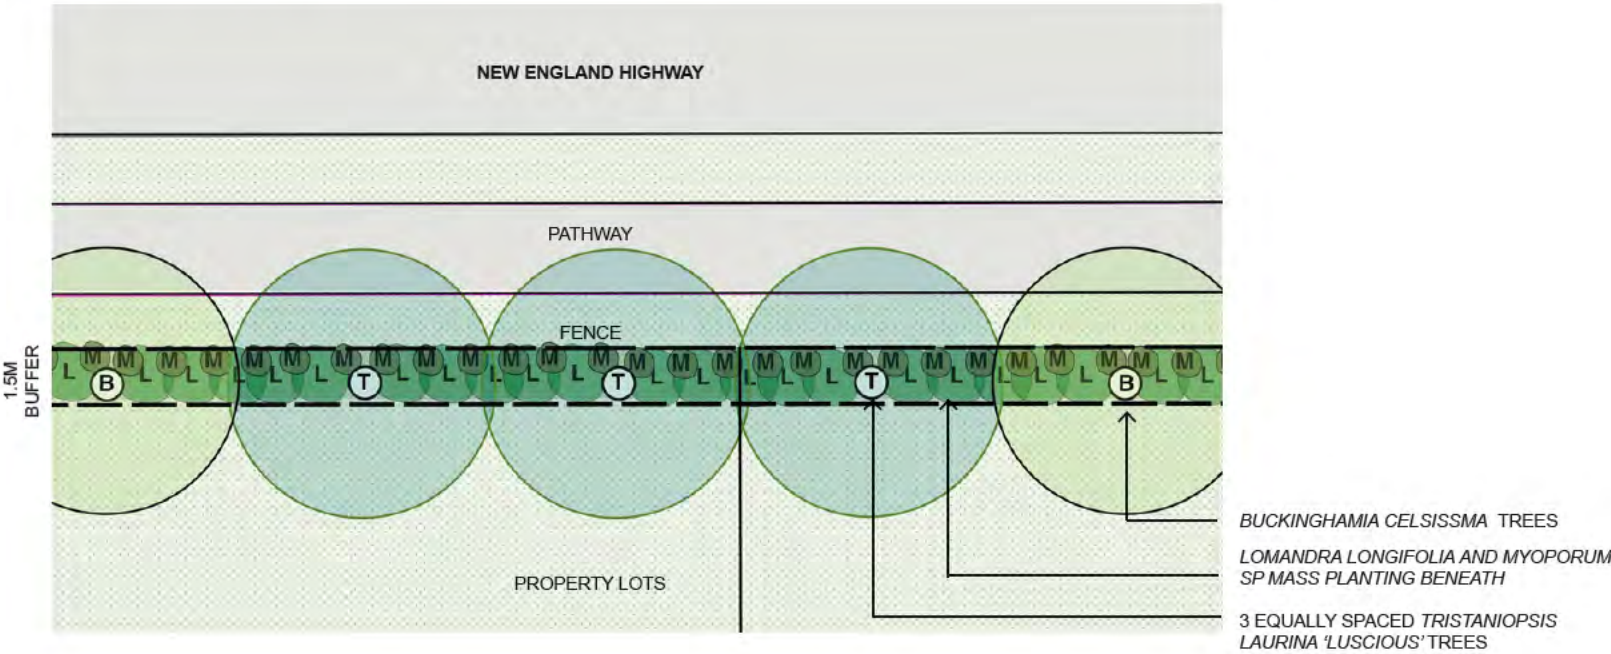 NEW ENGLAND HIGHWAY
PATHWAY
FENCE
1.5M
BUFFER
M M M M M M M M M M M M M M M M M M M M M M M M M M M
L L L L L L L L L L L L L L L L L L L L L L
B T T T B
PROPERTY LOTS
BUCKINGHAMIA CELSISSMA TREES
LOMANDRA LONGIFOLIA AND MYOPORUM
SP MASS PLANTING BENEATH
3 EQUALLY SPACED TRISTANIOPSIS
LAURINA 'LUSCIOUS' TREES